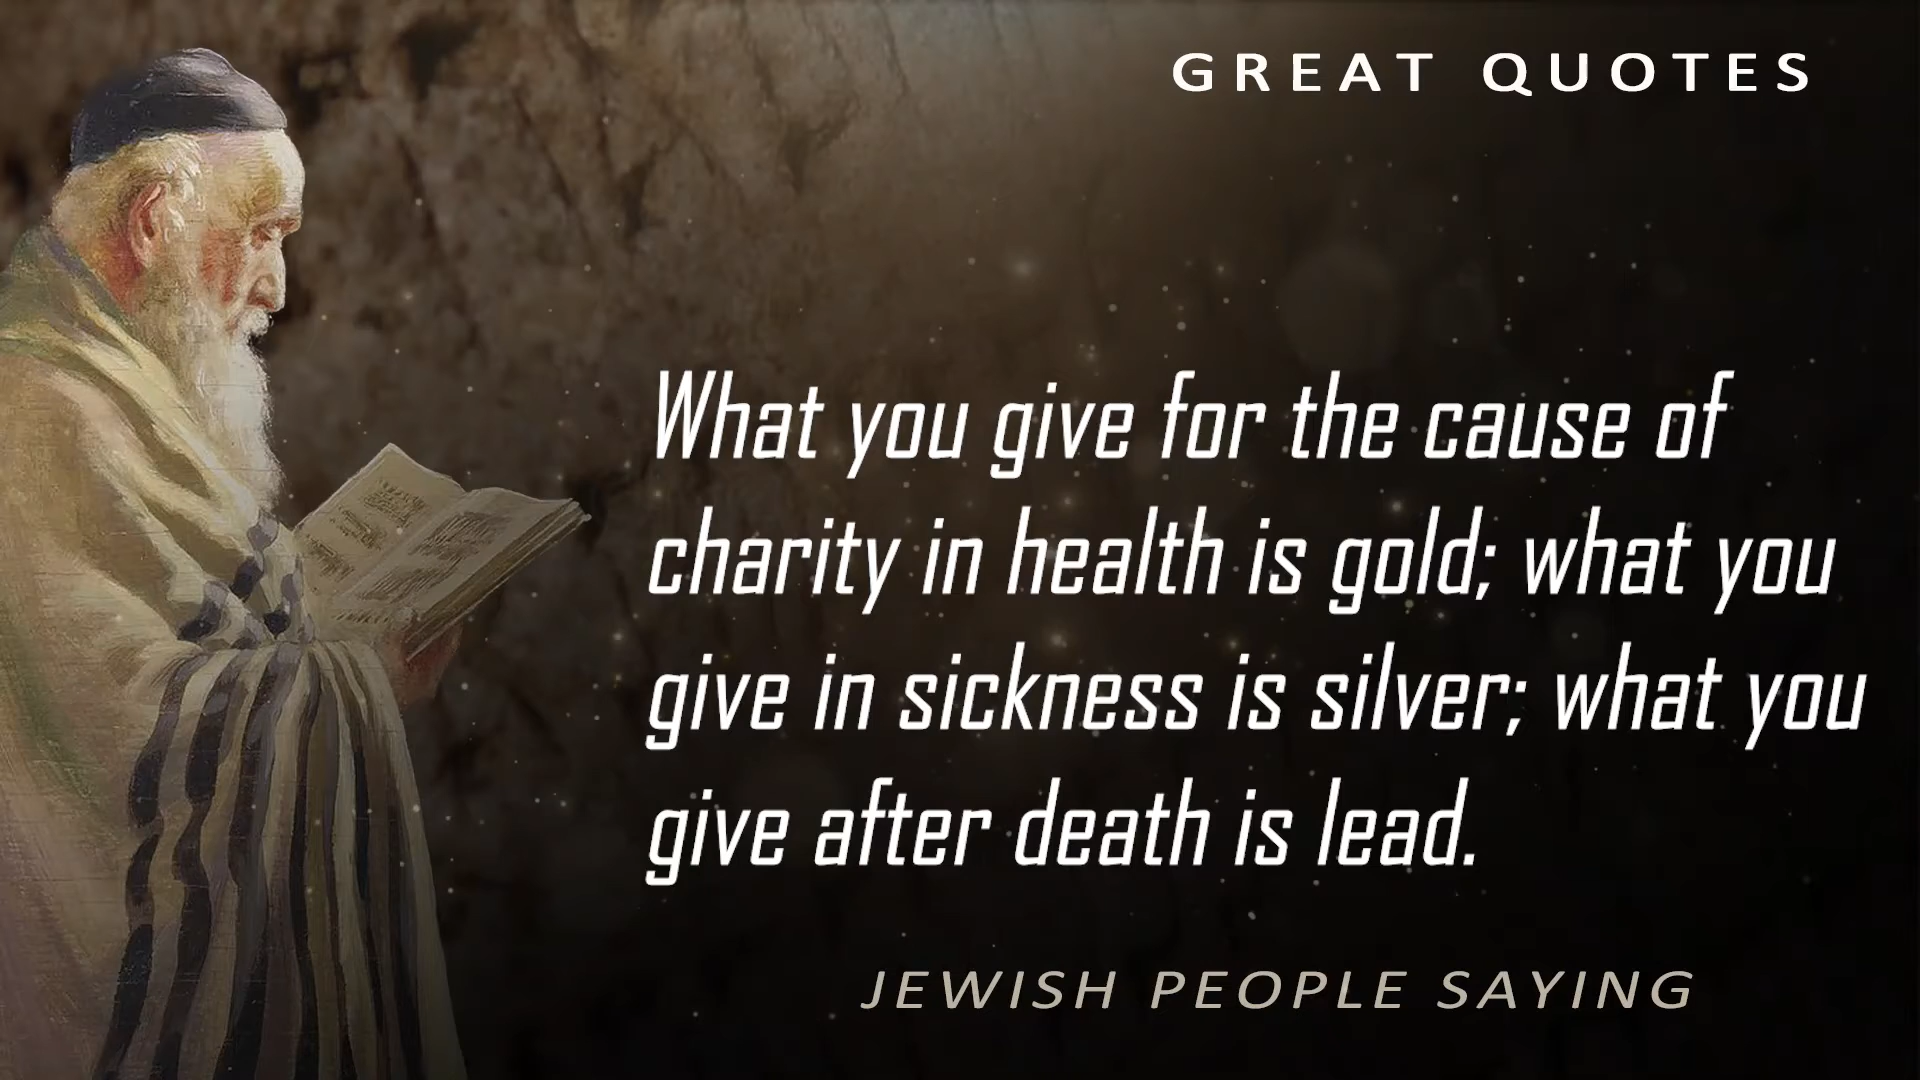 GREAT QUOTES
What you give for the cause of
charity in health is gold; what you
give in sickness is silver; what you
give after death is lead.
JEWISH PEOPLE SAYING